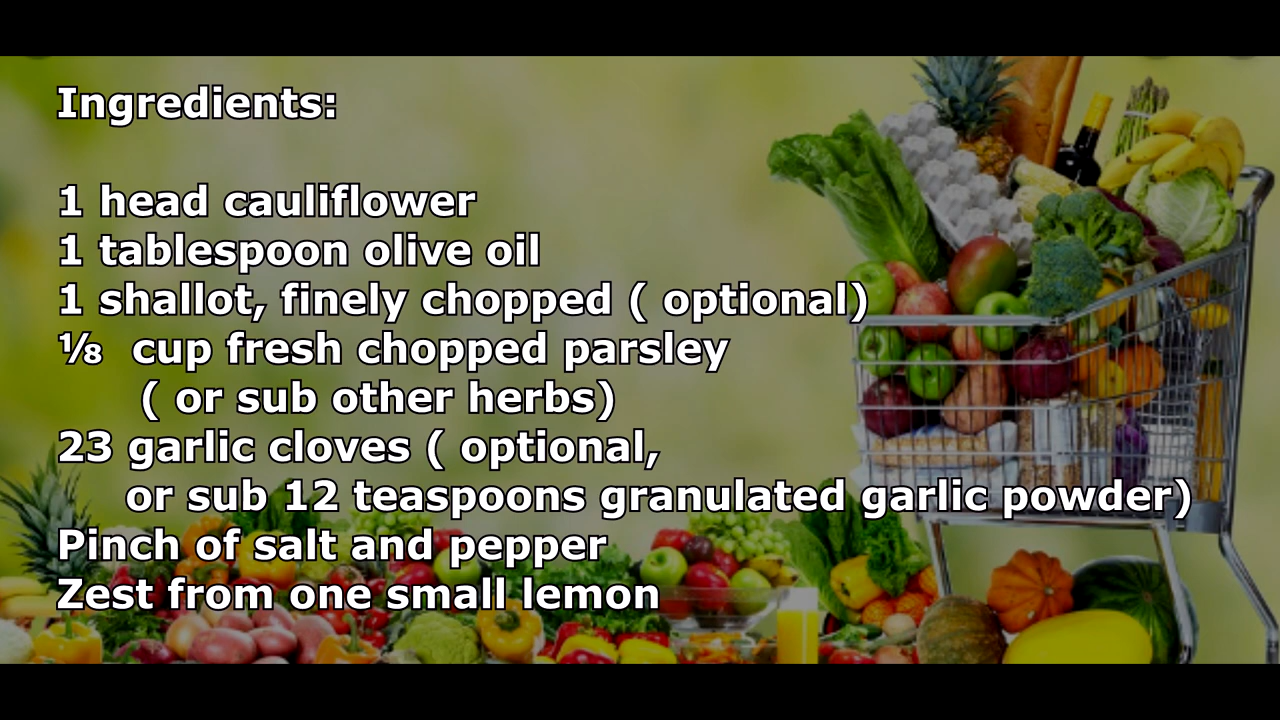 Ingredients:
1 head cauliflower
1 tablespoon olive oil
1 shallot, finely chopped ( optional)
⅛ cup fresh chopped parsley
( or sub other herbs)
23 garlic cloves ( optional,
or sub 12 teaspoons granulated garlic powder)
Pinch of salt and pepper
Zest from one small lemon